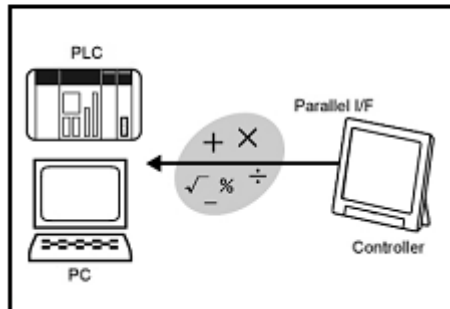 PLC
Parallel I/F
+ ×
√ _ % ÷
Controller
PC